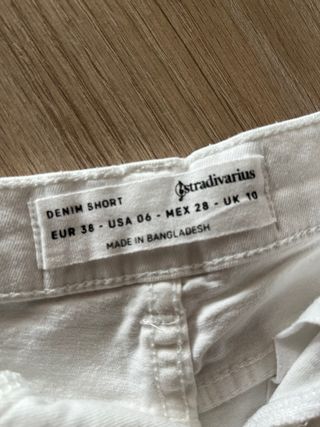 DENIM SHORT
stradivarius
EUR 38 - USA 06 - MEX 28 - UK 10
MADE IN BANGLADESH